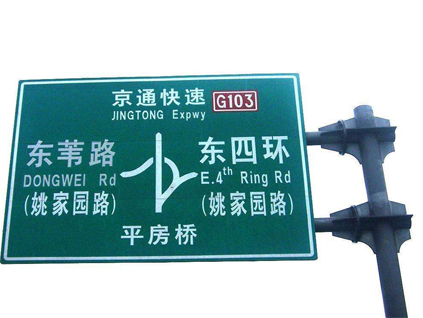 京通快速 G103
JINGTONG Expwy
东苇路
DONGWEI Rd
(姚家园路)
东四环
E.4th Ring Rd
(姚家园路)
平房桥